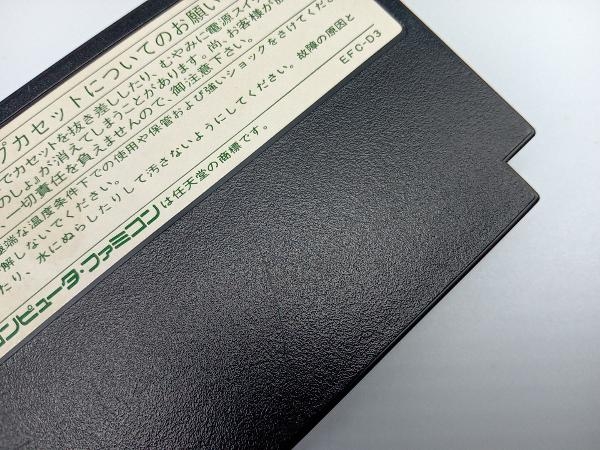 プカセットについてのお願い
でカセットを抜き差ししたり、むやみに電源スイ
のしょ』が消えてしまうことがあります。尚、お客様が
、一切責任を負えませんので、御注意下さい。
極端な温度条件下での使用や保管および強いショックをさけてくださ
解しないでください。
故障の原因と
たり、水にぬらしたりして汚さないようにしてください。
EFC-D3
コンピュータ・ファミコンは任天堂の商標です。